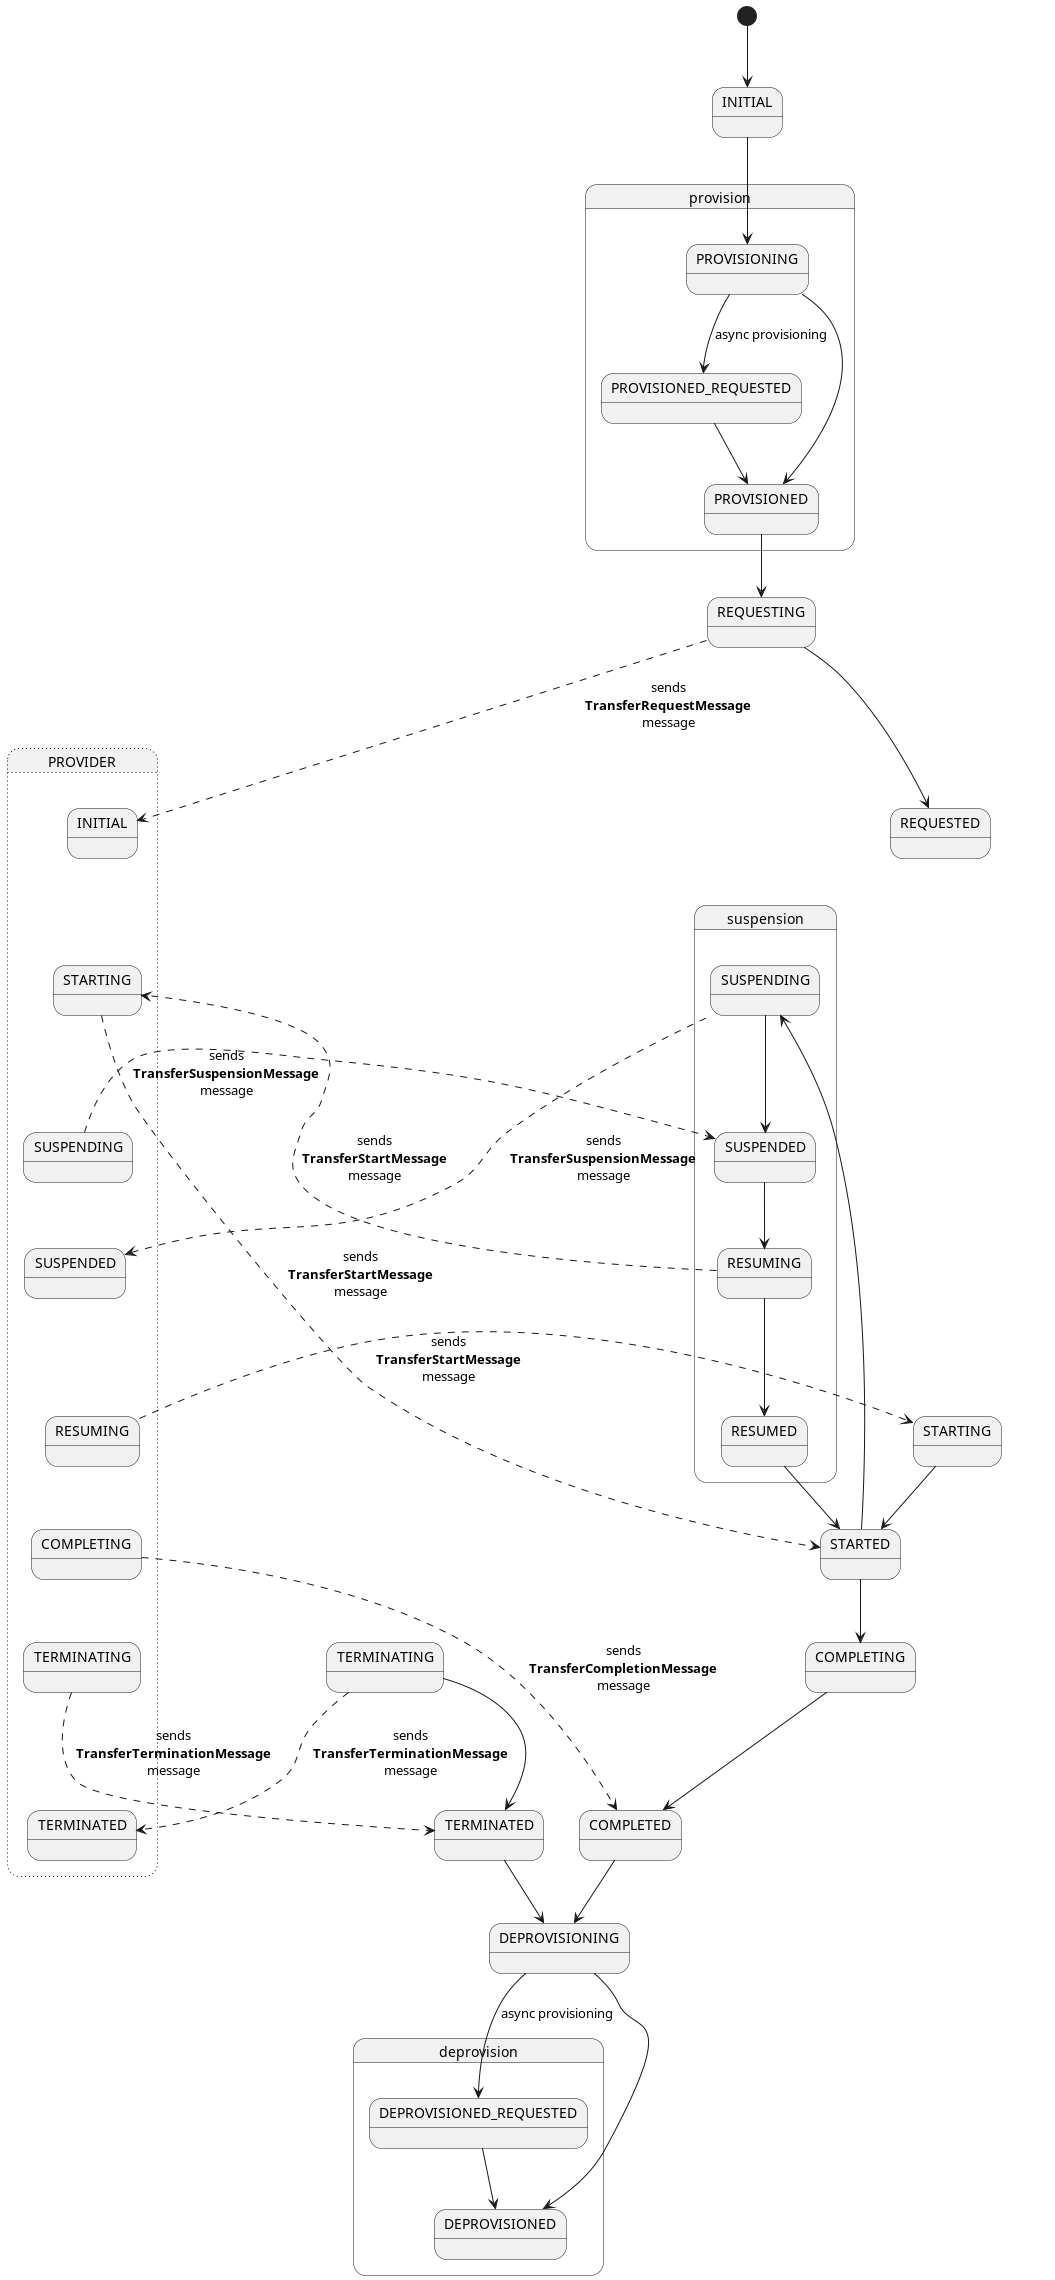 INITIAL
provision
PROVISIONING
async provisioning
PROVISIONED_REQUESTED
PROVISIONED
REQUESTING
sends
TransferRequestMessage
message
PROVIDER
INITIAL
REQUESTED
suspension
STARTING
SUSPENDING
sends
TransferSuspensionMessage
message
SUSPENDING
sends
TransferStartMessage
message
sends
TransferSuspensionMessage
message
SUSPENDED
SUSPENDED
sends
TransferStartMessage
message
RESUMING
sends
TransferStartMessage
message
RESUMING
RESUMED
STARTING
COMPLETING
STARTED
TERMINATING
TERMINATING
sends
TransferCompletionMessage
message
COMPLETING
sends
TransferTerminationMessage
message
sends
TransferTerminationMessage
message
TERMINATED
TERMINATED
COMPLETED
DEPROVISIONING
async provisioning
deprovision
DEPROVISIONED_REQUESTED
DEPROVISIONED